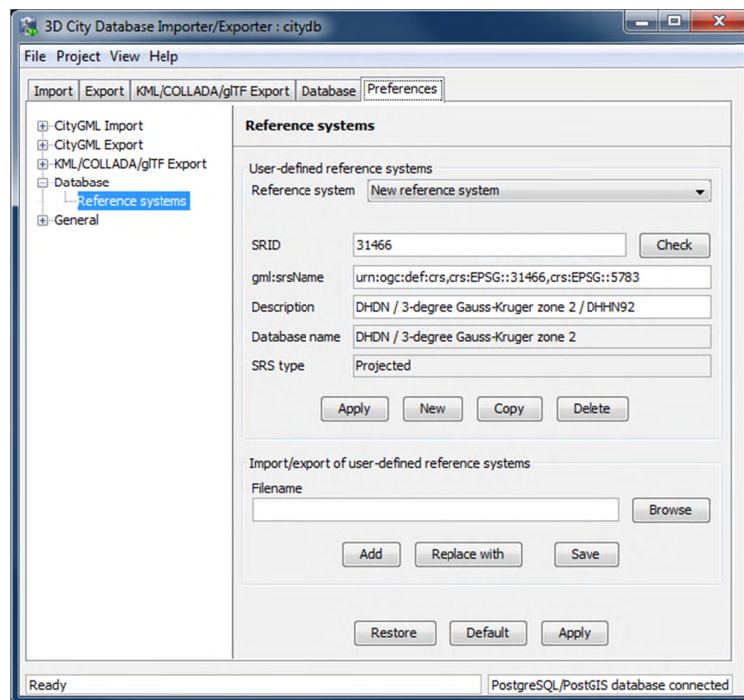 3D City Database Importer/Exporter : citydb
File Project View Help
Import Export KML/COLLADA/glTF Export Database Preferences
CityGML Import
CityGML Export
KML/COLLADA/glTF Export
Database
Reference systems
General
Reference systems
User-defined reference systems
Reference system New reference system
SRID 31466 Check
gml:srsName urn:ogc:def:crs,crs:EPSG::31466,crs:EPSG::5783
Description DHDN / 3-degree Gauss-Kruger zone 2 / DHHN92
Database name DHDN / 3-degree Gauss-Kruger zone 2
SRS type Projected
Apply New Copy Delete
Import/export of user-defined reference systems
Filename
Browse
Add Replace with Save
Restore Default Apply
Ready PostgreSQL/PostGIS database connected